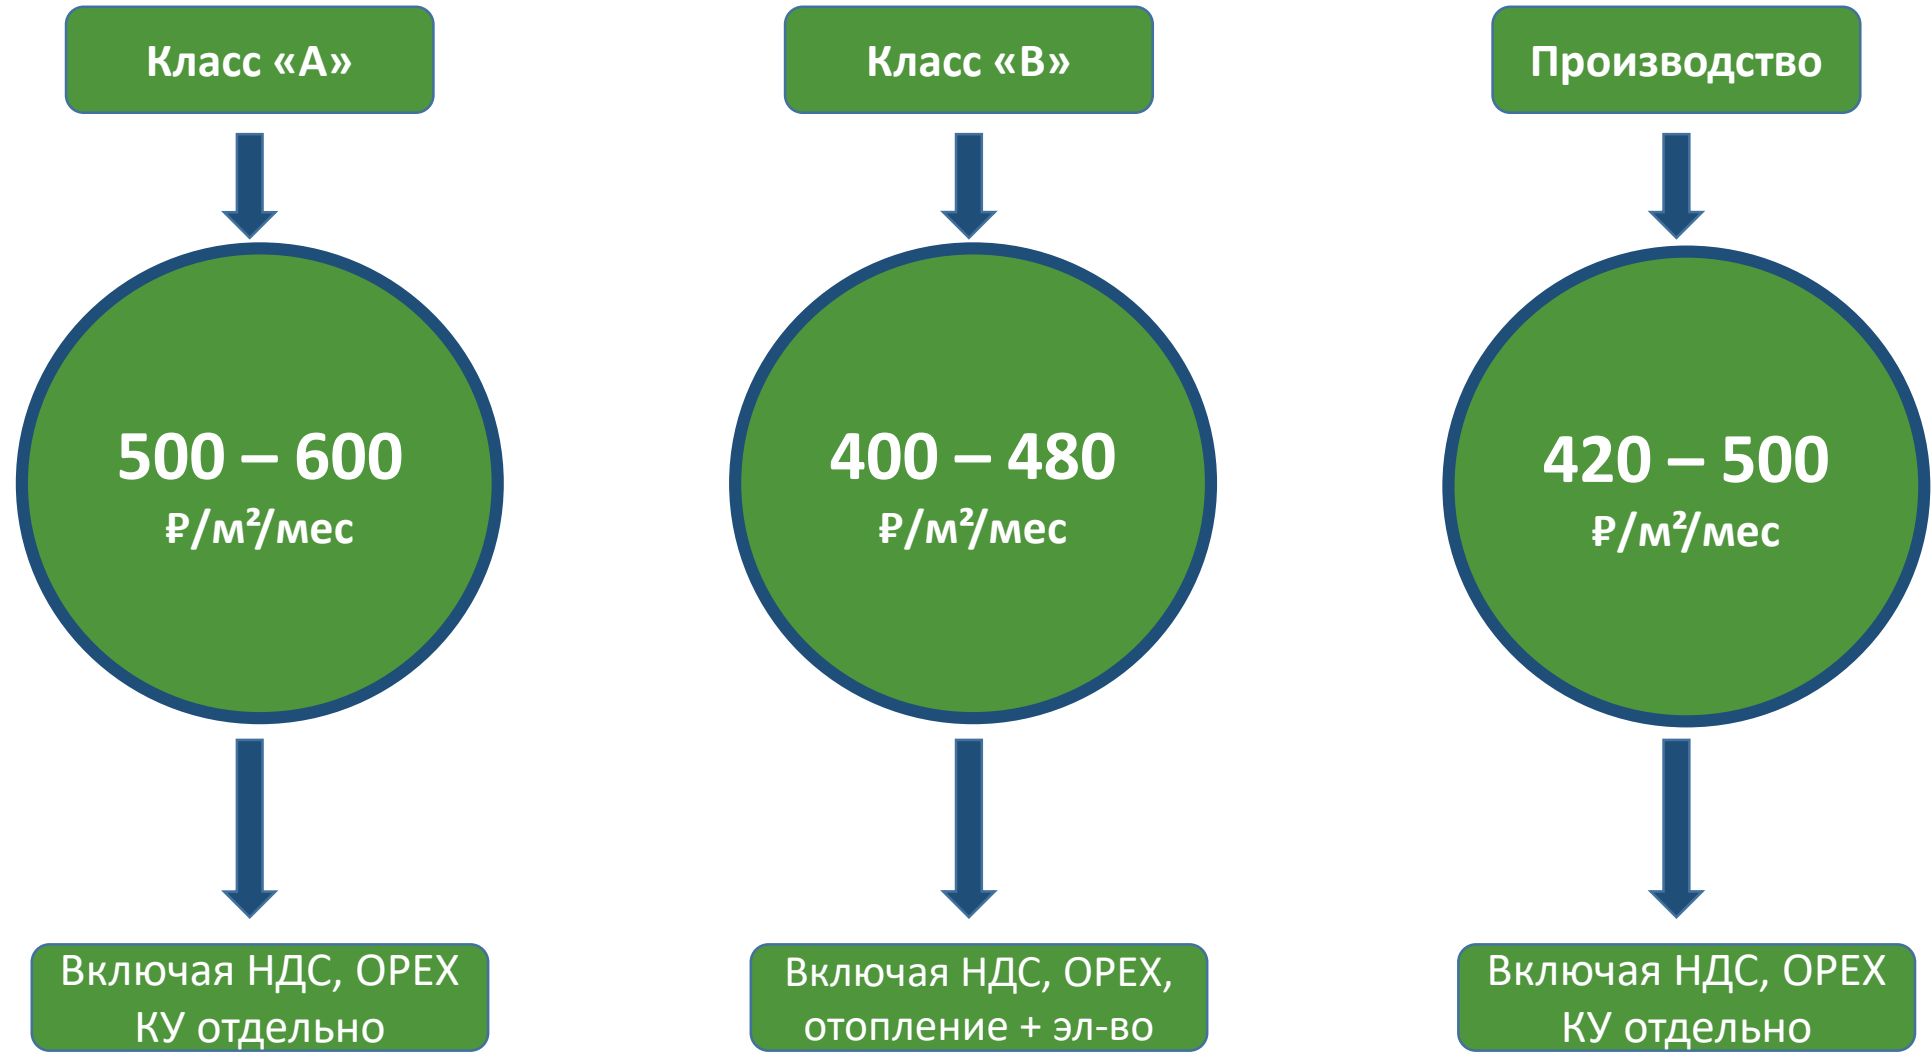 Класс «А»
500 – 600
₽/м²/мес
Включая НДС, OPEX
КУ отдельно
Класс «В»
400 – 480
₽/м²/мес
Включая НДС, OPEX,
отопление + эл-во
Производство
420 – 500
₽/м²/мес
Включая НДС, OPEX
КУ отдельно